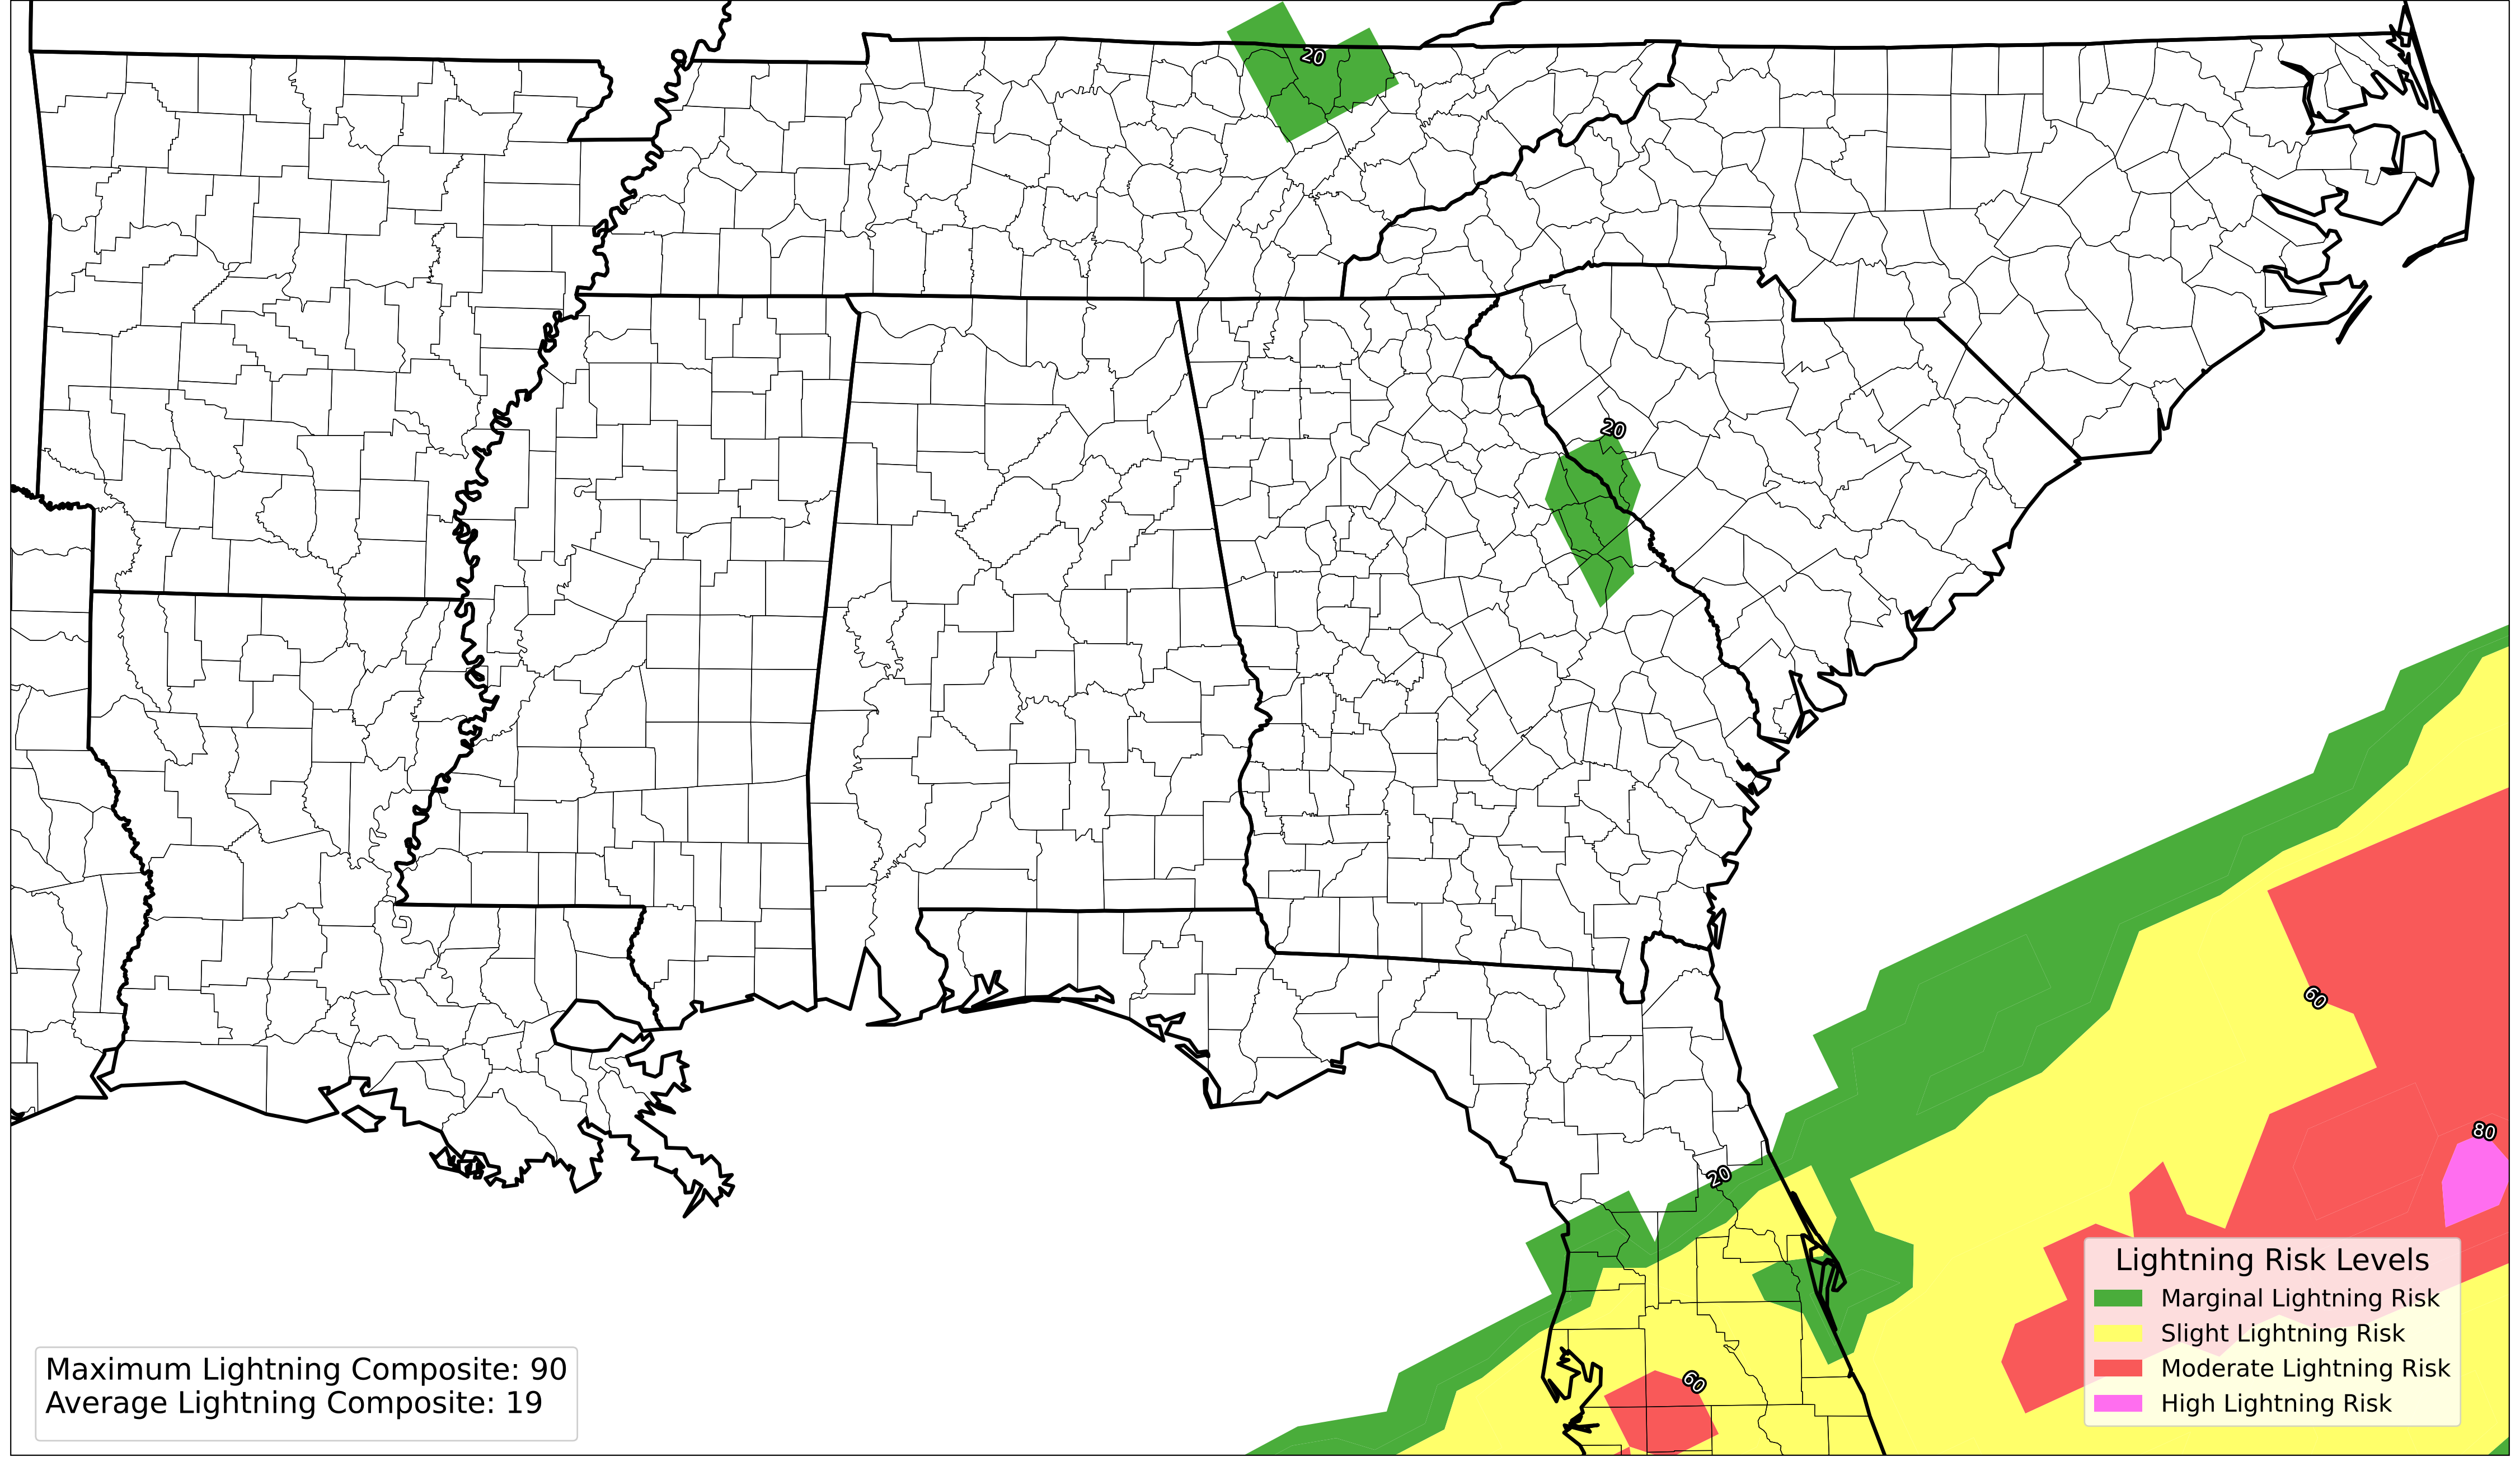 20
20
20
60
80
60
Lightning Risk Levels
Marginal Lightning Risk
Slight Lightning Risk
Moderate Lightning Risk
High Lightning Risk
Maximum Lightning Composite: 90
Average Lightning Composite: 19